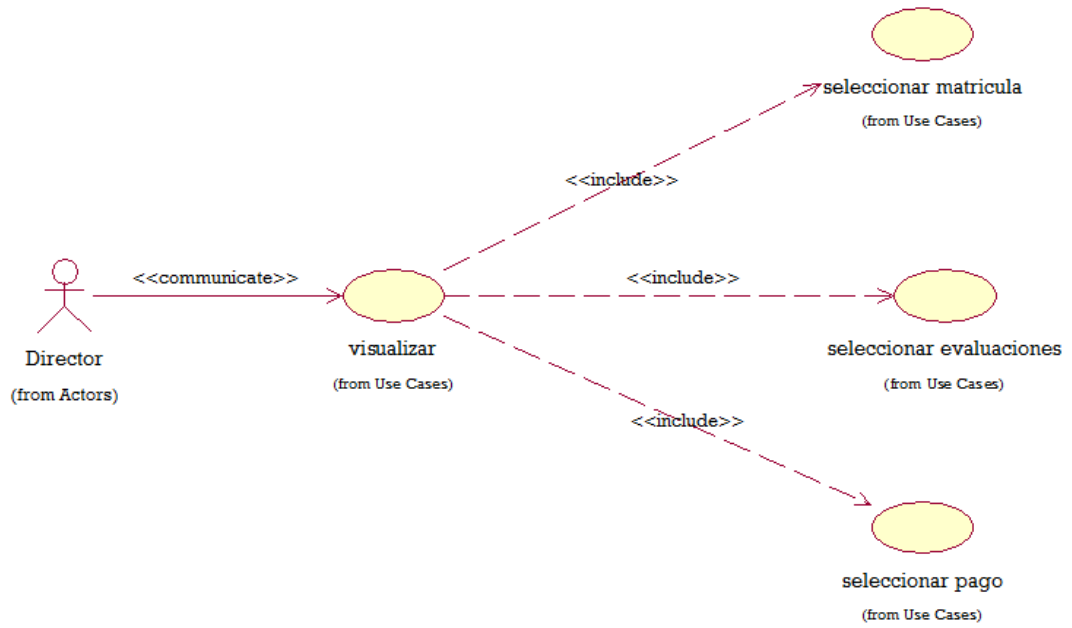 seleccionar matricula
(from Use Cases)
<<include>>
<<communicate>>
<<include>>
Director
(from Actors)
visualizar
(from Use Cases)
seleccionar evaluaciones
(from Use Cases)
<<include>>
seleccionar pago
(from Use Cases)